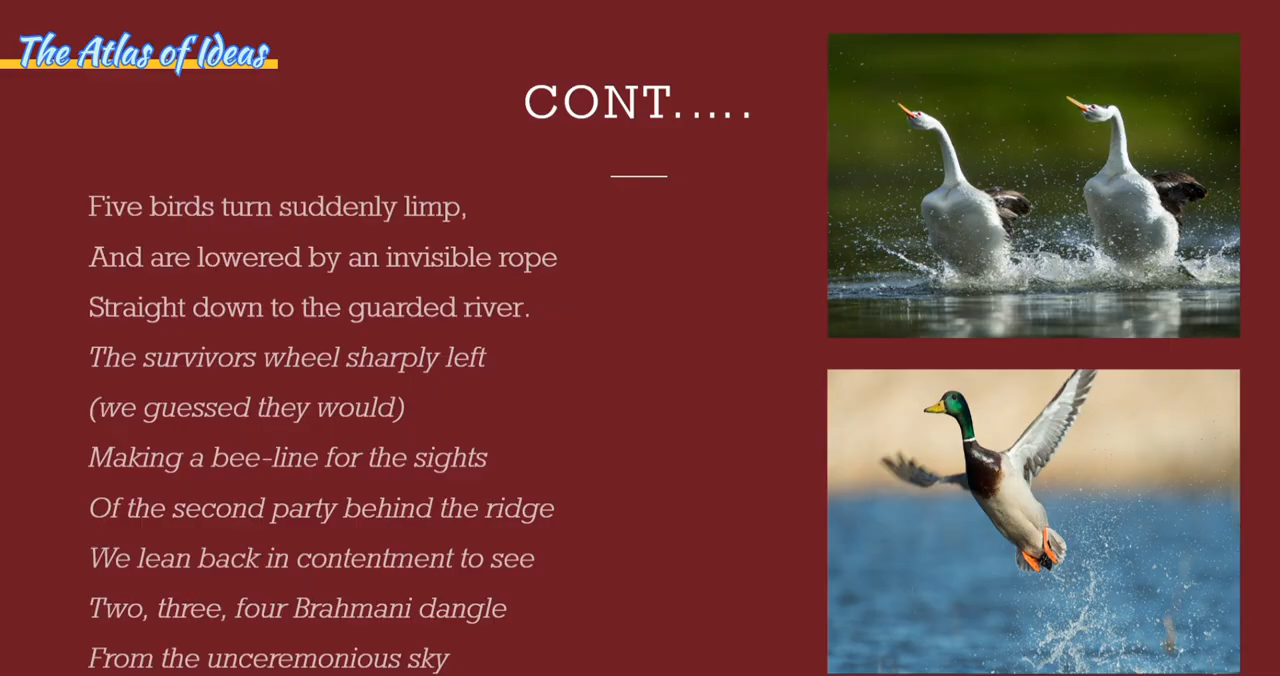 The Atlas of Ideas
CONT.....
Five birds turn suddenly limp,
And are lowered by an invisible rope
Straight down to the guarded river.
The survivors wheel sharply left
(we guessed they would)
Making a bee-line for the sights
Of the second party behind the ridge
We lean back in contentment to see
Two, three, four Brahmani dangle
From the unceremonious sky